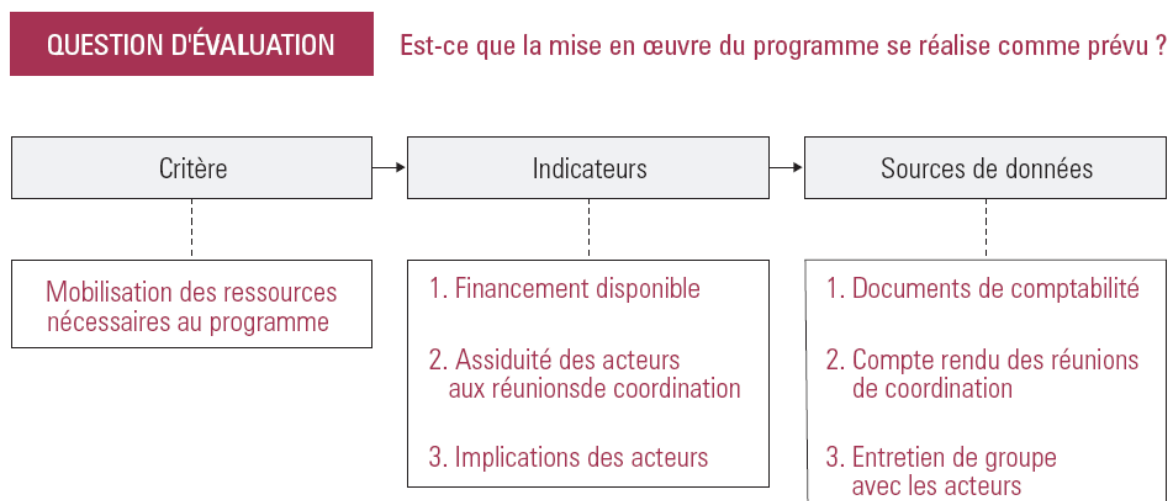 QUESTION D'ÉVALUATION
Est-ce que la mise en œuvre du programme se réalise comme prévu ?
Critère
Indicateurs
Sources de données
Mobilisation des ressources
nécessaires au programme
1. Financement disponible
2. Assiduité des acteurs
aux réunionsde coordination
3. Implications des acteurs
1. Documents de comptabilité
2. Compte rendu des réunions
de coordination
3. Entretien de groupe
avec les acteurs